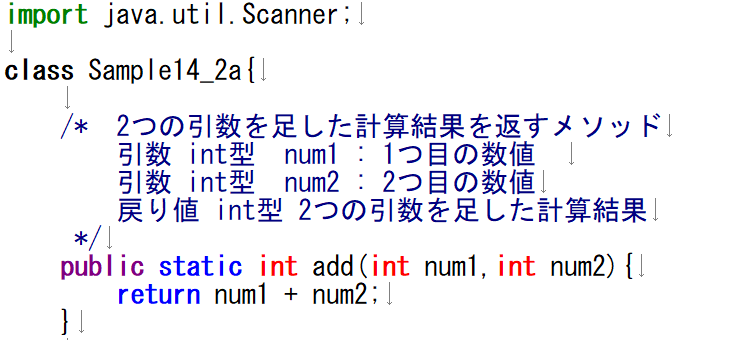 import java.util.Scanner;↓
↓
class Sample14_2a{↓
↓
/*  2つの引数を足した計算結果を返すメソッド↓
引数 int型  num1 : 1つ目の数値  ↓
引数 int型  num2 : 2つ目の数値↓
戻り値 int型 2つの引数を足した計算結果↓
*/↓
public static int add(int num1,int num2){↓
return num1 + num2;↓
}↓